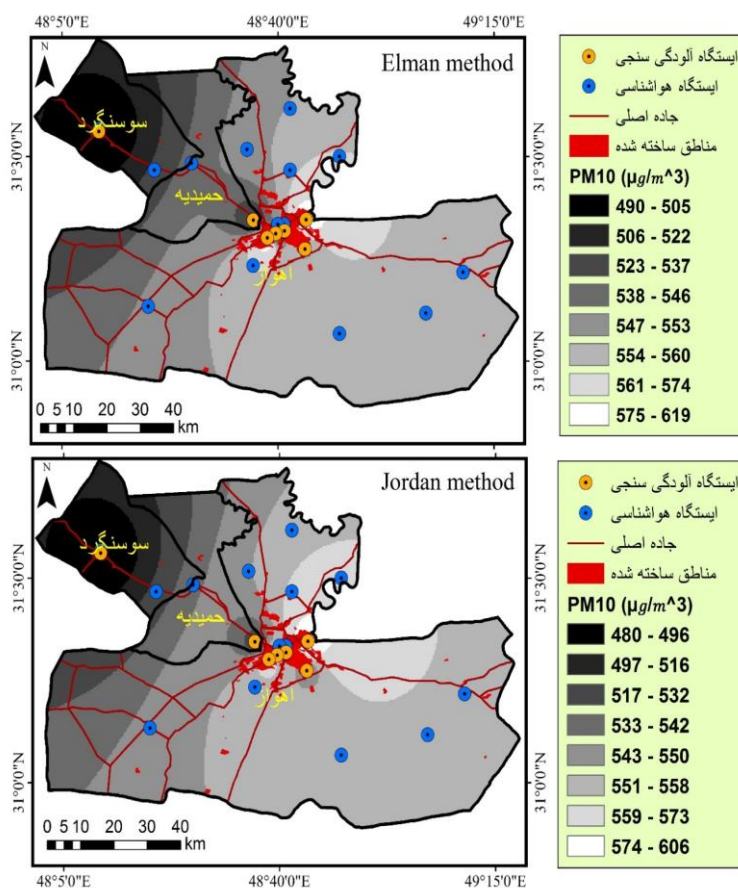 48°5'0"E 48°40'0"E 49°15'0"E
N
Elman method
سوسنگرد
حمیدیه
اهواز
31°30'0"N
31°0'0"N
0 5 10 20 30 40
km
ایستگاه آلودگی سنجی
ایستگاه هواشناسی
جاده اصلی
مناطق ساخته شده
PM10 (µg/m^3)
490 - 505
506 - 522
523 - 537
538 - 546
547 - 553
554 - 560
561 - 574
575 - 619
N
Jordan method
سوسنگرد
حمیدیه
اهواز
31°30'0"N
31°0'0"N
0 5 10 20 30 40
km
48°5'0"E 48°40'0"E 49°15'0"E
ایستگاه آلودگی سنجی
ایستگاه هواشناسی
جاده اصلی
مناطق ساخته شده
PM10 (µg/m^3)
480 - 496
497 - 516
517 - 532
533 - 542
543 - 550
551 - 558
559 - 573
574 - 606